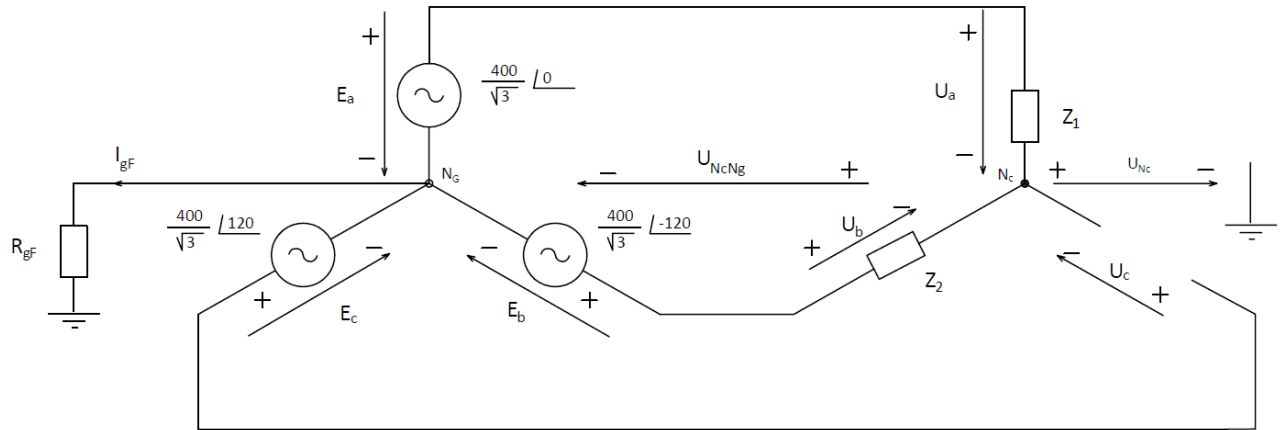 +
+
400
√3
0
E_a
U_a
Z_1
−
−
I_gF
N_G
U_NcNg
−
+
N_c
+
U_Nc
−
400
√3
120
400
√3
-120
R_gF
−
−
+
U_b
−
Z_2
−
U_c
+
+
E_c
E_b
+